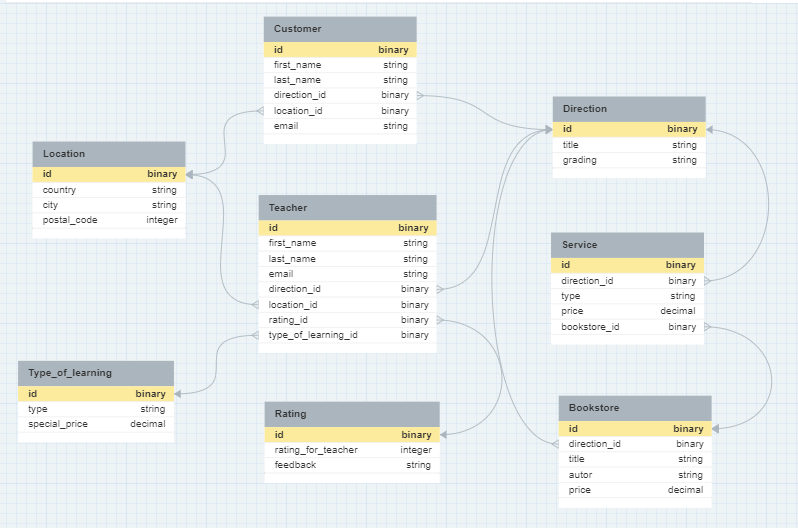 Customer
id binary
first_name string
last_name string
direction_id binary
location_id binary
email string
Location
id binary
country string
city string
postal_code integer
Teacher
id binary
first_name string
last_name string
email string
direction_id binary
location_id binary
rating_id binary
type_of_learning_id binary
Type_of_learning
id binary
type string
special_price decimal
Rating
id binary
rating_for_teacher integer
feedback string
Direction
id binary
title string
grading string
Service
id binary
direction_id binary
type string
price decimal
bookstore_id binary
Bookstore
id binary
direction_id binary
title string
autor string
price decimal